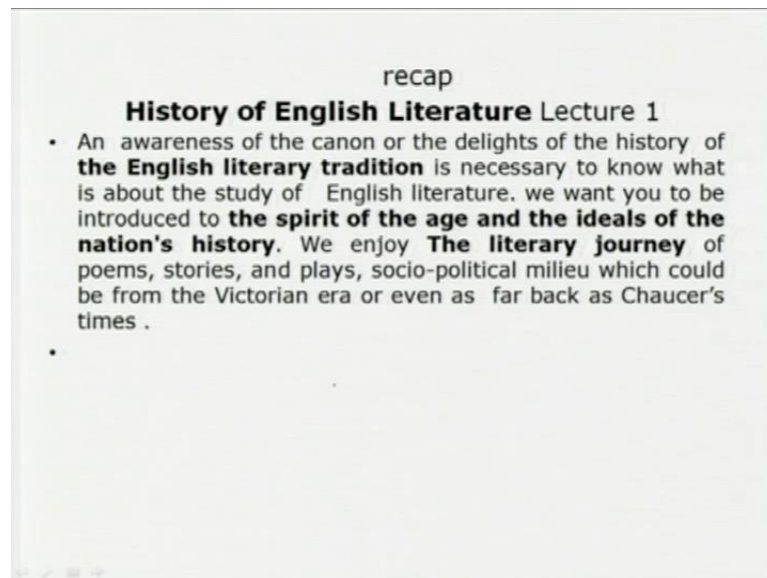 recap
History of English Literature Lecture 1
• An awareness of the canon or the delights of the history of
the English literary tradition is necessary to know what
is about the study of English literature. we want you to be
introduced to the spirit of the age and the ideals of the
nation's history. We enjoy The literary journey of
poems, stories, and plays, socio-political milieu which could
be from the Victorian era or even as far back as Chaucer's
times .
•